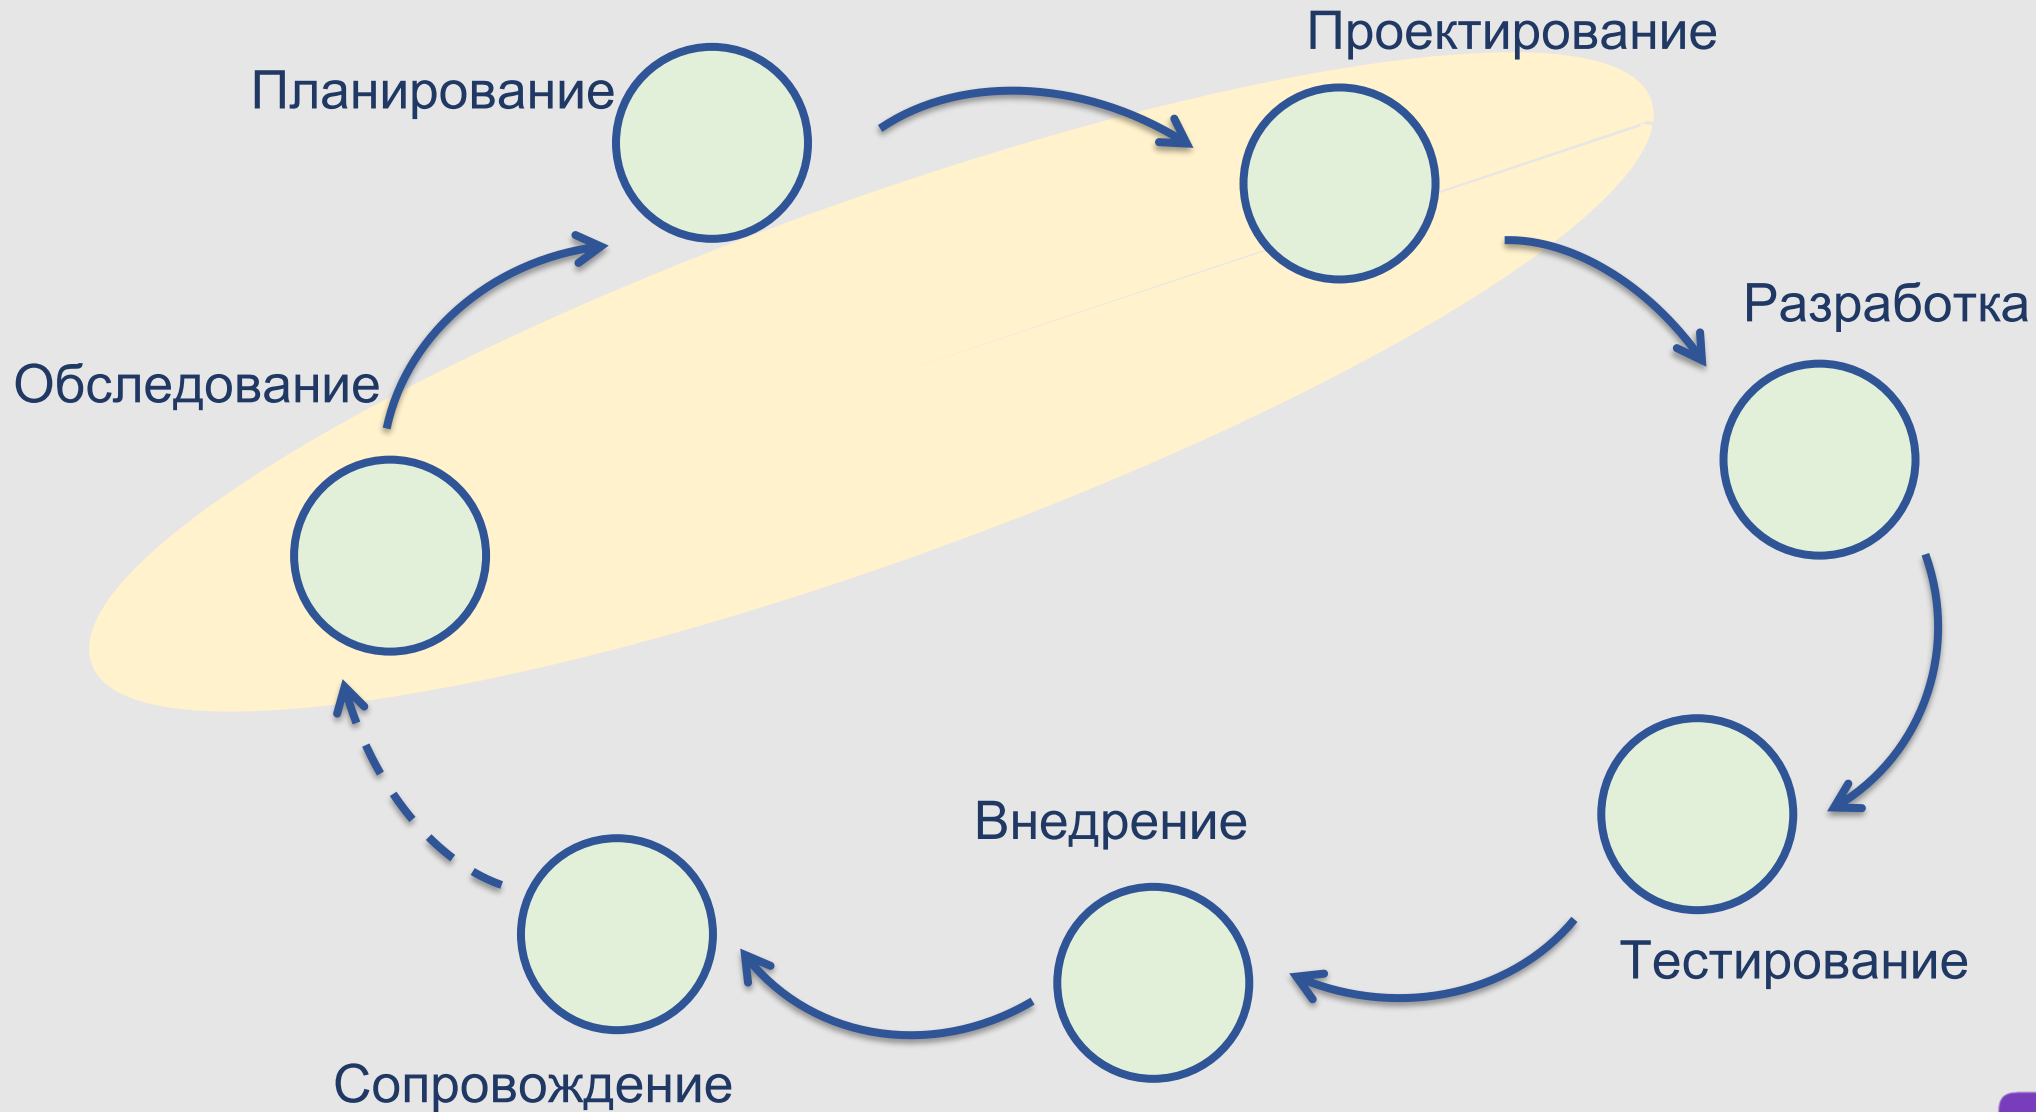 Проектирование
Планирование
Разработка
Обследование
Внедрение
Тестирование
Сопровождение